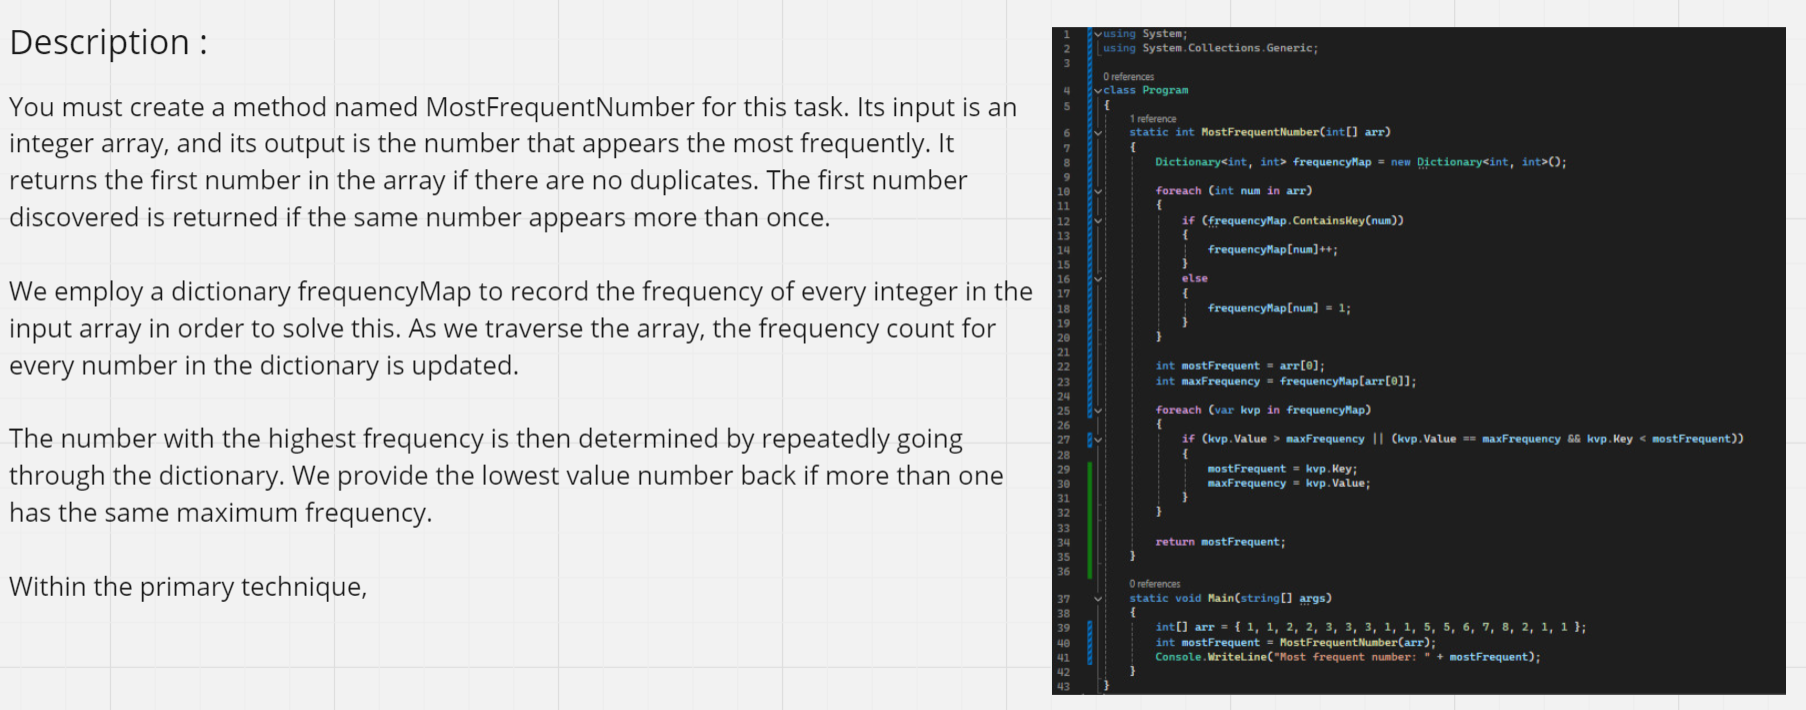 Description :
You must create a method named MostFrequentNumber for this task. Its input is an
integer array, and its output is the number that appears the most frequently. It
returns the first number in the array if there are no duplicates. The first number
discovered is returned if the same number appears more than once.
We employ a dictionary frequencyMap to record the frequency of every integer in the
input array in order to solve this. As we traverse the array, the frequency count for
every number in the dictionary is updated.
The number with the highest frequency is then determined by repeatedly going
through the dictionary. We provide the lowest value number back if more than one
has the same maximum frequency.
Within the primary technique,
1 using System;
2 using System.Collections.Generic;
3
0 references
4 class Program
5 {
1 reference
6 static int MostFrequentNumber(int[] arr)
7 {
8 Dictionary<int, int> frequencyMap = new Dictionary<int, int>();
9
10 foreach (int num in arr)
11 {
12 if (frequencyMap.ContainsKey(num))
13 {
14 frequencyMap[num]++;
15 }
16 else
17 {
18 frequencyMap[num] = 1;
19 }
20 }
21
22 int mostFrequent = arr[0];
23 int maxFrequency = frequencyMap[arr[0]];
24
25 foreach (var kvp in frequencyMap)
26 {
27 if (kvp.Value > maxFrequency || (kvp.Value == maxFrequency && kvp.Key < mostFrequent))
28 {
29 mostFrequent = kvp.Key;
30 maxFrequency = kvp.Value;
31 }
32 }
33
34 return mostFrequent;
35 }
36
0 references
37 static void Main(string[] args)
38 {
39 int[] arr = { 1, 1, 2, 2, 3, 3, 3, 1, 1, 5, 5, 6, 7, 8, 2, 1, 1 };
40 int mostFrequent = MostFrequentNumber(arr);
41 Console.WriteLine("Most frequent number: " + mostFrequent);
42 }
43 }